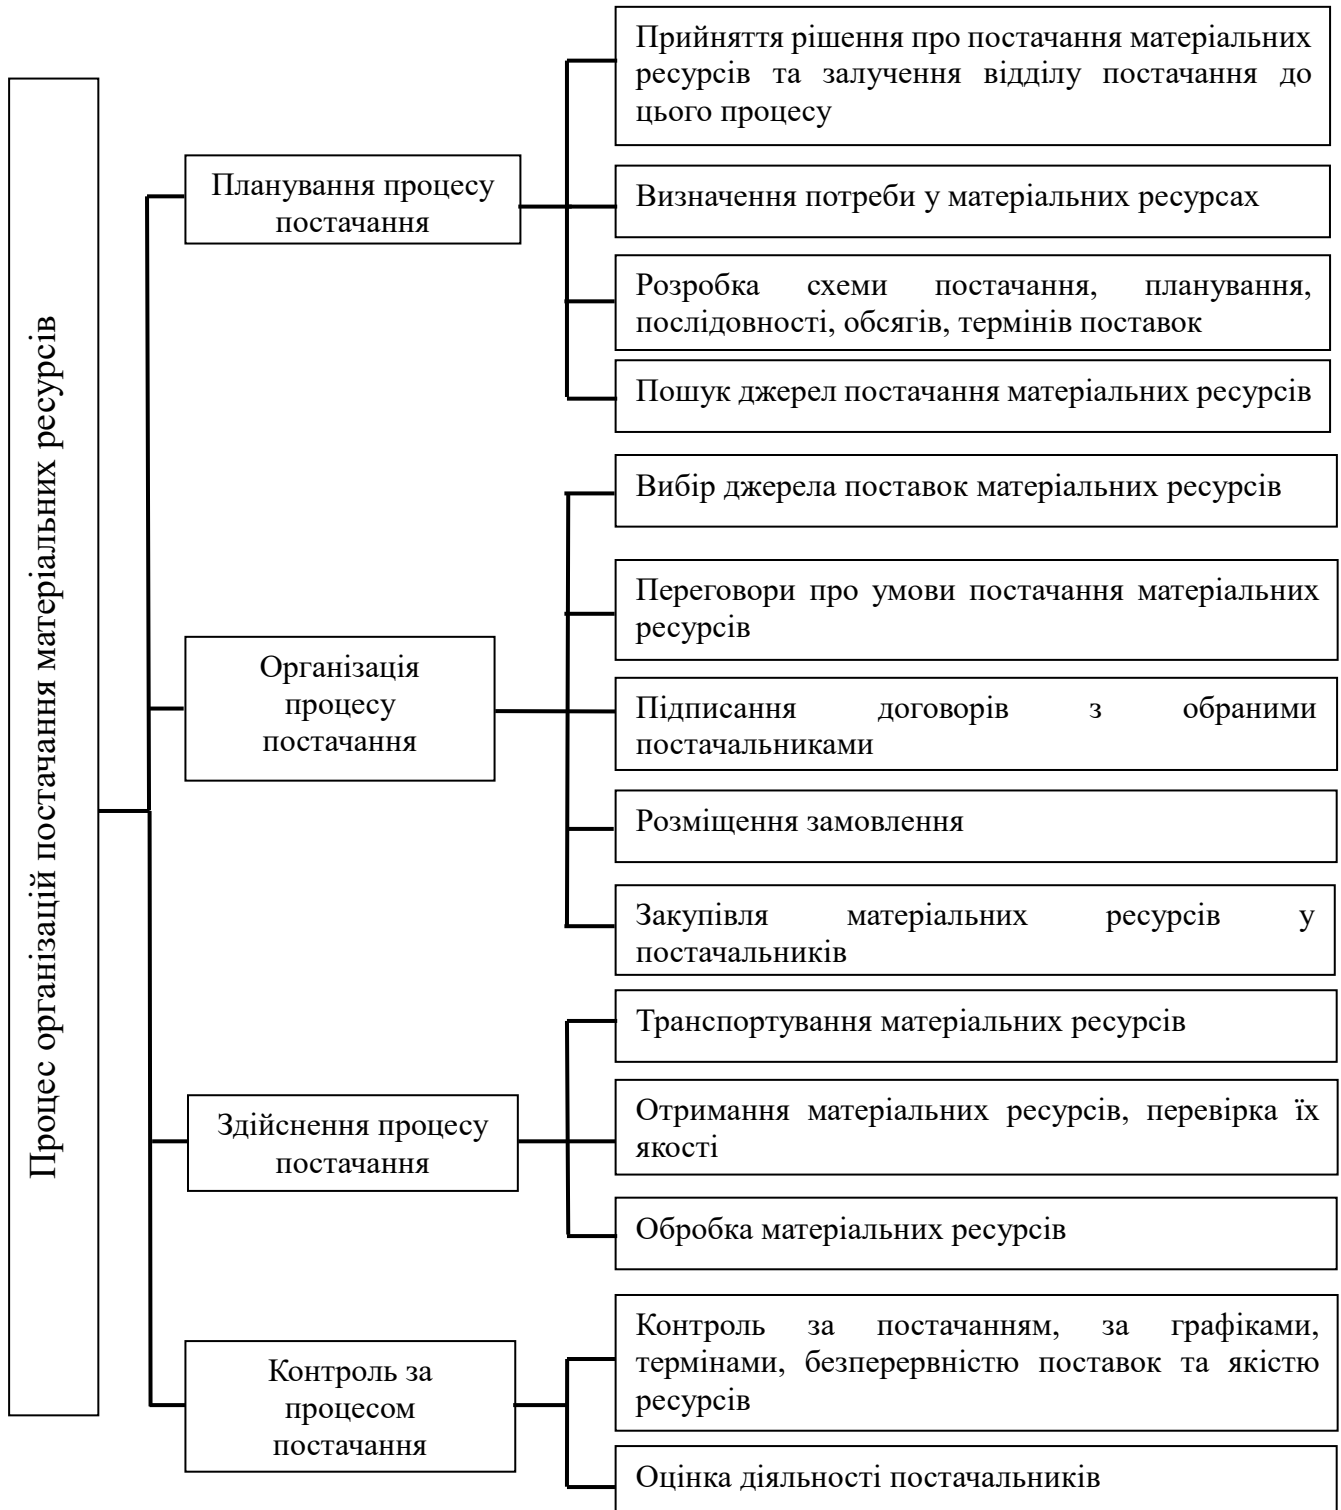 Процес організацій постачання матеріальних ресурсів
Планування процесу
постачання
Прийняття рішення про постачання матеріальних
ресурсів та залучення відділу постачання до
цього процесу
Визначення потреби у матеріальних ресурсах
Розробка схеми постачання, планування,
послідовності, обсягів, термінів поставок
Пошук джерел постачання матеріальних ресурсів
Організація
процесу
постачання
Вибір джерела поставок матеріальних ресурсів
Переговори про умови постачання матеріальних
ресурсів
Підписання договорів з обраними
постачальниками
Розміщення замовлення
Закупівля матеріальних ресурсів у
постачальників
Здійснення процесу
постачання
Транспортування матеріальних ресурсів
Отримання матеріальних ресурсів, перевірка їх
якості
Обробка матеріальних ресурсів
Контроль за
процесом
постачання
Контроль за постачанням, за графіками,
термінами, безперервністю поставок та якістю
ресурсів
Оцінка діяльності постачальників